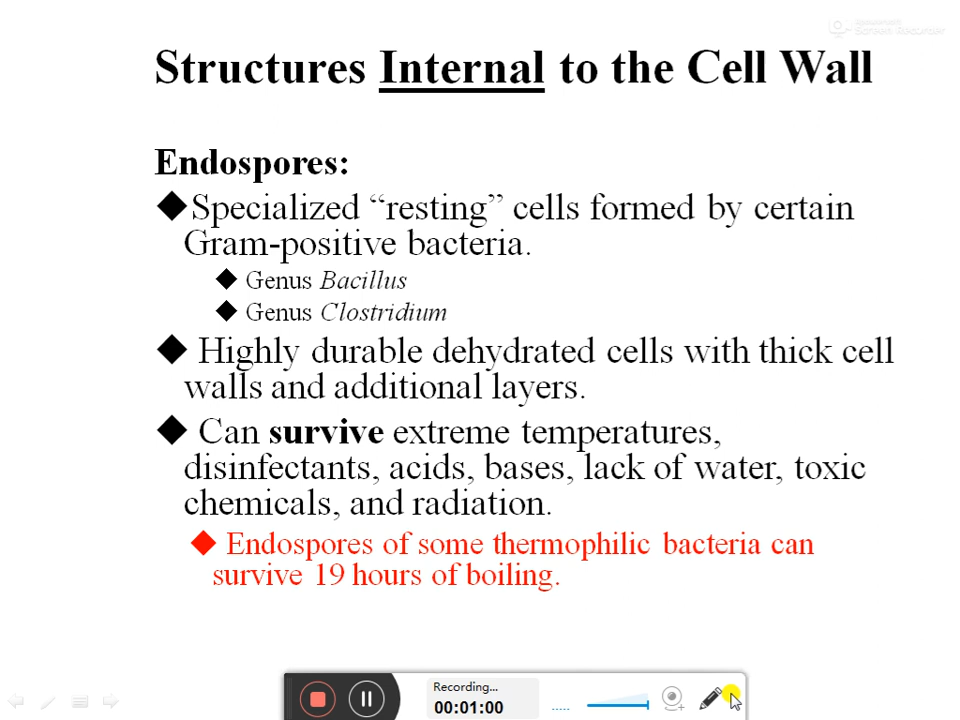 Screen Recorder
Structures Internal to the Cell Wall
Endospores:
◆Specialized “resting” cells formed by certain
Gram-positive bacteria.
◆ Genus Bacillus
◆ Genus Clostridium
◆ Highly durable dehydrated cells with thick cell
walls and additional layers.
◆ Can survive extreme temperatures,
disinfectants, acids, bases, lack of water, toxic
chemicals, and radiation.
◆ Endospores of some thermophilic bacteria can
survive 19 hours of boiling.
Recording...
00:01:00